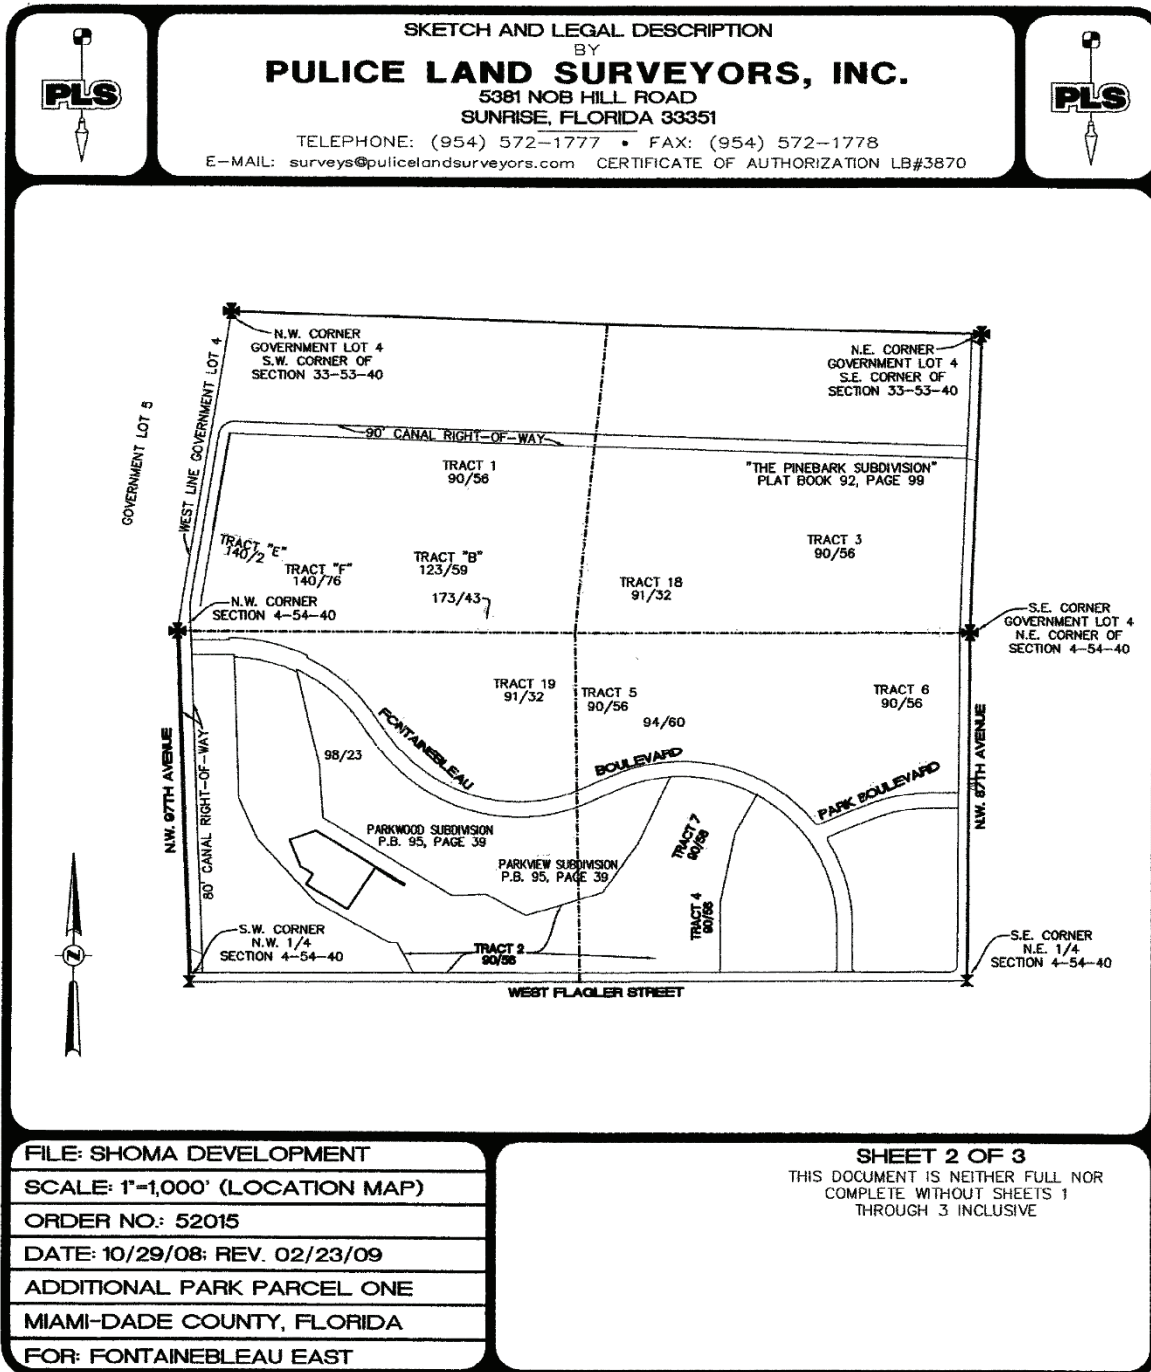 SKETCH AND LEGAL DESCRIPTION
BY
PULICE LAND SURVEYORS, INC.
5381 NOB HILL ROAD
SUNRISE, FLORIDA 33351
TELEPHONE: (954) 572-1777 • FAX: (954) 572-1778
E-MAIL: surveys@pulicelandsurveyors.com CERTIFICATE OF AUTHORIZATION LB#3870
PLS
PLS
N.W. CORNER
GOVERNMENT LOT 4
S.W. CORNER OF
SECTION 33-53-40
N.E. CORNER
GOVERNMENT LOT 4
S.E. CORNER OF
SECTION 33-53-40
GOVERNMENT LOT 5
WEST LINE GOVERNMENT LOT 4
90' CANAL RIGHT-OF-WAY
TRACT 1
90/56
"THE PINEBARK SUBDIVISION"
PLAT BOOK 92, PAGE 99
TRACT "E"
140/2
TRACT "F"
140/76
TRACT "B"
123/59
173/43
TRACT 18
91/32
TRACT 3
90/56
N.W. CORNER
SECTION 4-54-40
S.E. CORNER
GOVERNMENT LOT 4
N.E. CORNER OF
SECTION 4-54-40
TRACT 19
91/32
TRACT 5
90/56
94/60
TRACT 6
90/56
N.W. 97TH AVENUE
80' CANAL RIGHT-OF-WAY
98/23
FONTAINEBLEAU
BOULEVARD
PARK BOULEVARD
N.W. 87TH AVENUE
PARKWOOD SUBDIVISION
P.B. 95, PAGE 39
PARKVIEW SUBDIVISION
P.B. 95, PAGE 39
TRACT 7
90/56
TRACT 4
90/56
S.W. CORNER
N.W. 1/4
SECTION 4-54-40
TRACT 2
90/56
S.E. CORNER
N.E. 1/4
SECTION 4-54-40
WEST FLAGLER STREET
Z
FILE: SHOMA DEVELOPMENT
SCALE: 1"=1,000' (LOCATION MAP)
ORDER NO.: 52015
DATE: 10/29/08; REV. 02/23/09
ADDITIONAL PARK PARCEL ONE
MIAMI-DADE COUNTY, FLORIDA
FOR: FONTAINEBLEAU EAST
SHEET 2 OF 3
THIS DOCUMENT IS NEITHER FULL NOR
COMPLETE WITHOUT SHEETS 1
THROUGH 3 INCLUSIVE